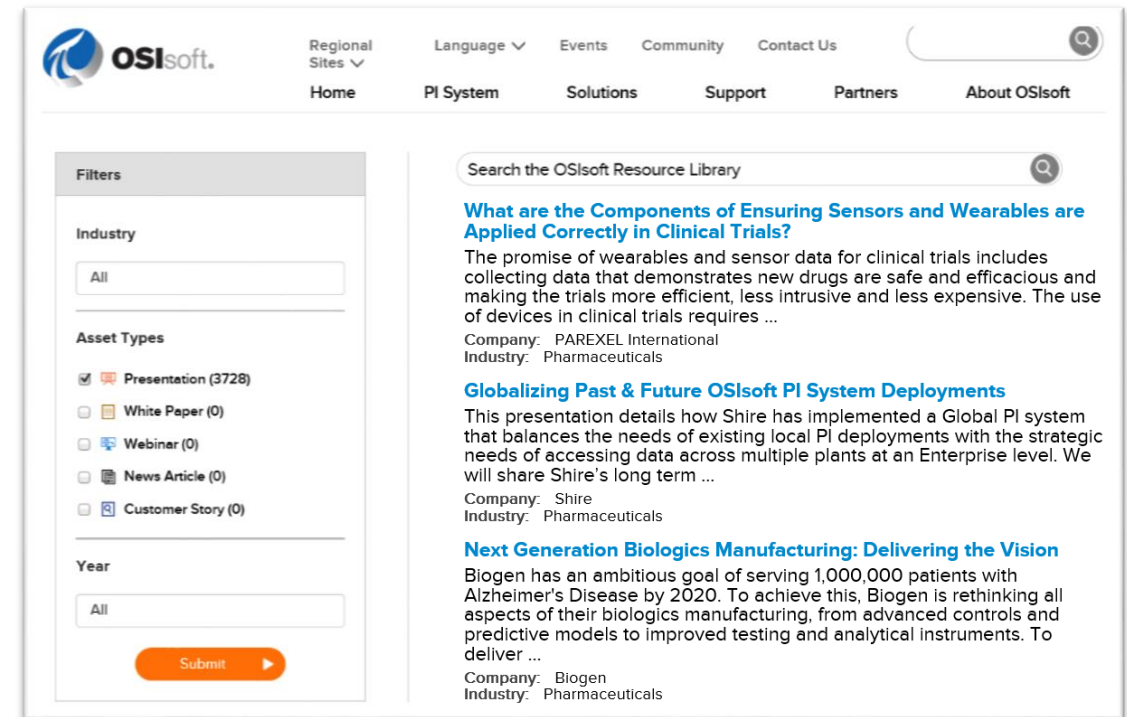 OSIsoft.
Regional
Sites
Language
Events
Community
Contact Us
Home
PI System
Solutions
Support
Partners
About OSIsoft
Filters
Industry
All
Asset Types
Presentation (3728)
White Paper (0)
Webinar (0)
News Article (0)
Customer Story (0)
Year
All
Submit
Search the OSIsoft Resource Library
What are the Components of Ensuring Sensors and Wearables are
Applied Correctly in Clinical Trials?
The promise of wearables and sensor data for clinical trials includes
collecting data that demonstrates new drugs are safe and efficacious and
making the trials more efficient, less intrusive and less expensive. The use
of devices in clinical trials requires ...
Company: PAREXEL International
Industry: Pharmaceuticals
Globalizing Past & Future OSIsoft PI System Deployments
This presentation details how Shire has implemented a Global PI system
that balances the needs of existing local PI deployments with the strategic
needs of accessing data across multiple plants at an Enterprise level. We
will share Shire's long term ...
Company: Shire
Industry: Pharmaceuticals
Next Generation Biologics Manufacturing: Delivering the Vision
Biogen has an ambitious goal of serving 1,000,000 patients with
Alzheimer's Disease by 2020. To achieve this, Biogen is rethinking all
aspects of their biologics manufacturing, from advanced controls and
predictive models to improved testing and analytical instruments. To
deliver ...
Company: Biogen
Industry: Pharmaceuticals